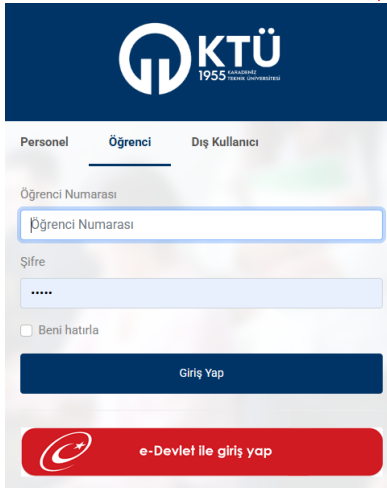 KTÜ
1955 KARADENİZ TEKNİK ÜNİVERSİTESİ
Personel Öğrenci Dış Kullanıcı
Öğrenci Numarası
Öğrenci Numarası
Şifre
•••••
Beni hatırla
Giriş Yap
e-Devlet ile giriş yap